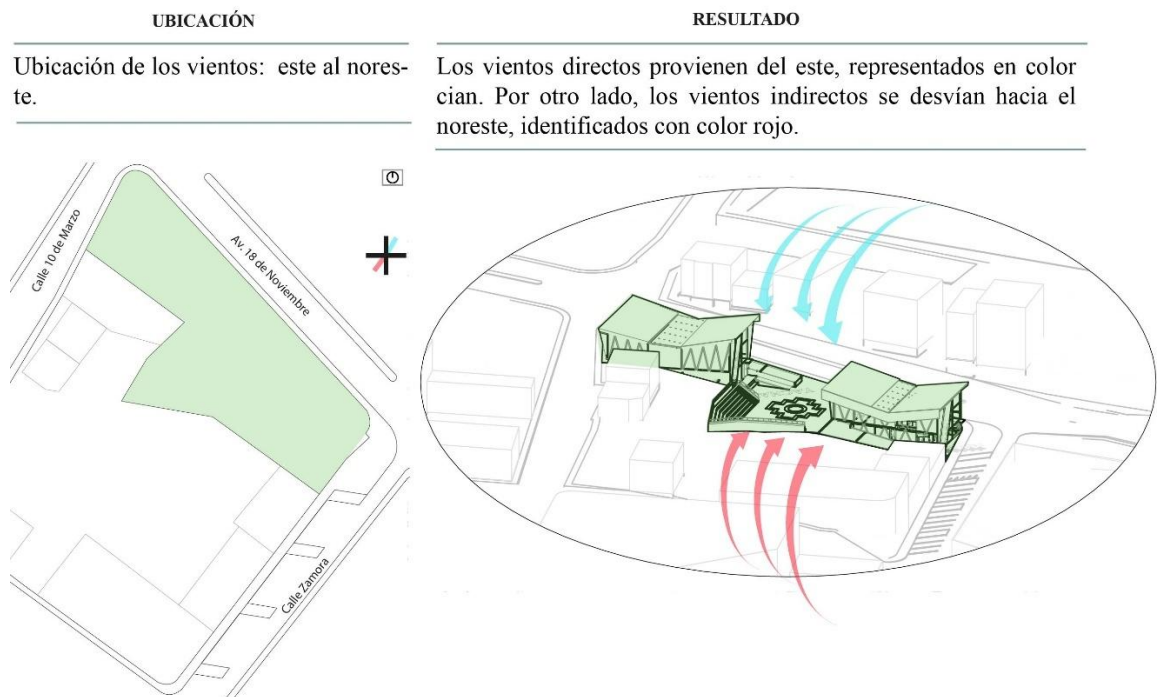 UBICACIÓN
Ubicación de los vientos: este al nores-
te.
RESULTADO
Los vientos directos provienen del este, representados en color
cian. Por otro lado, los vientos indirectos se desvían hacia el
noreste, identificados con color rojo.
Calle 10 de Marzo
Av. 18 de Noviembre
Calle Zamora